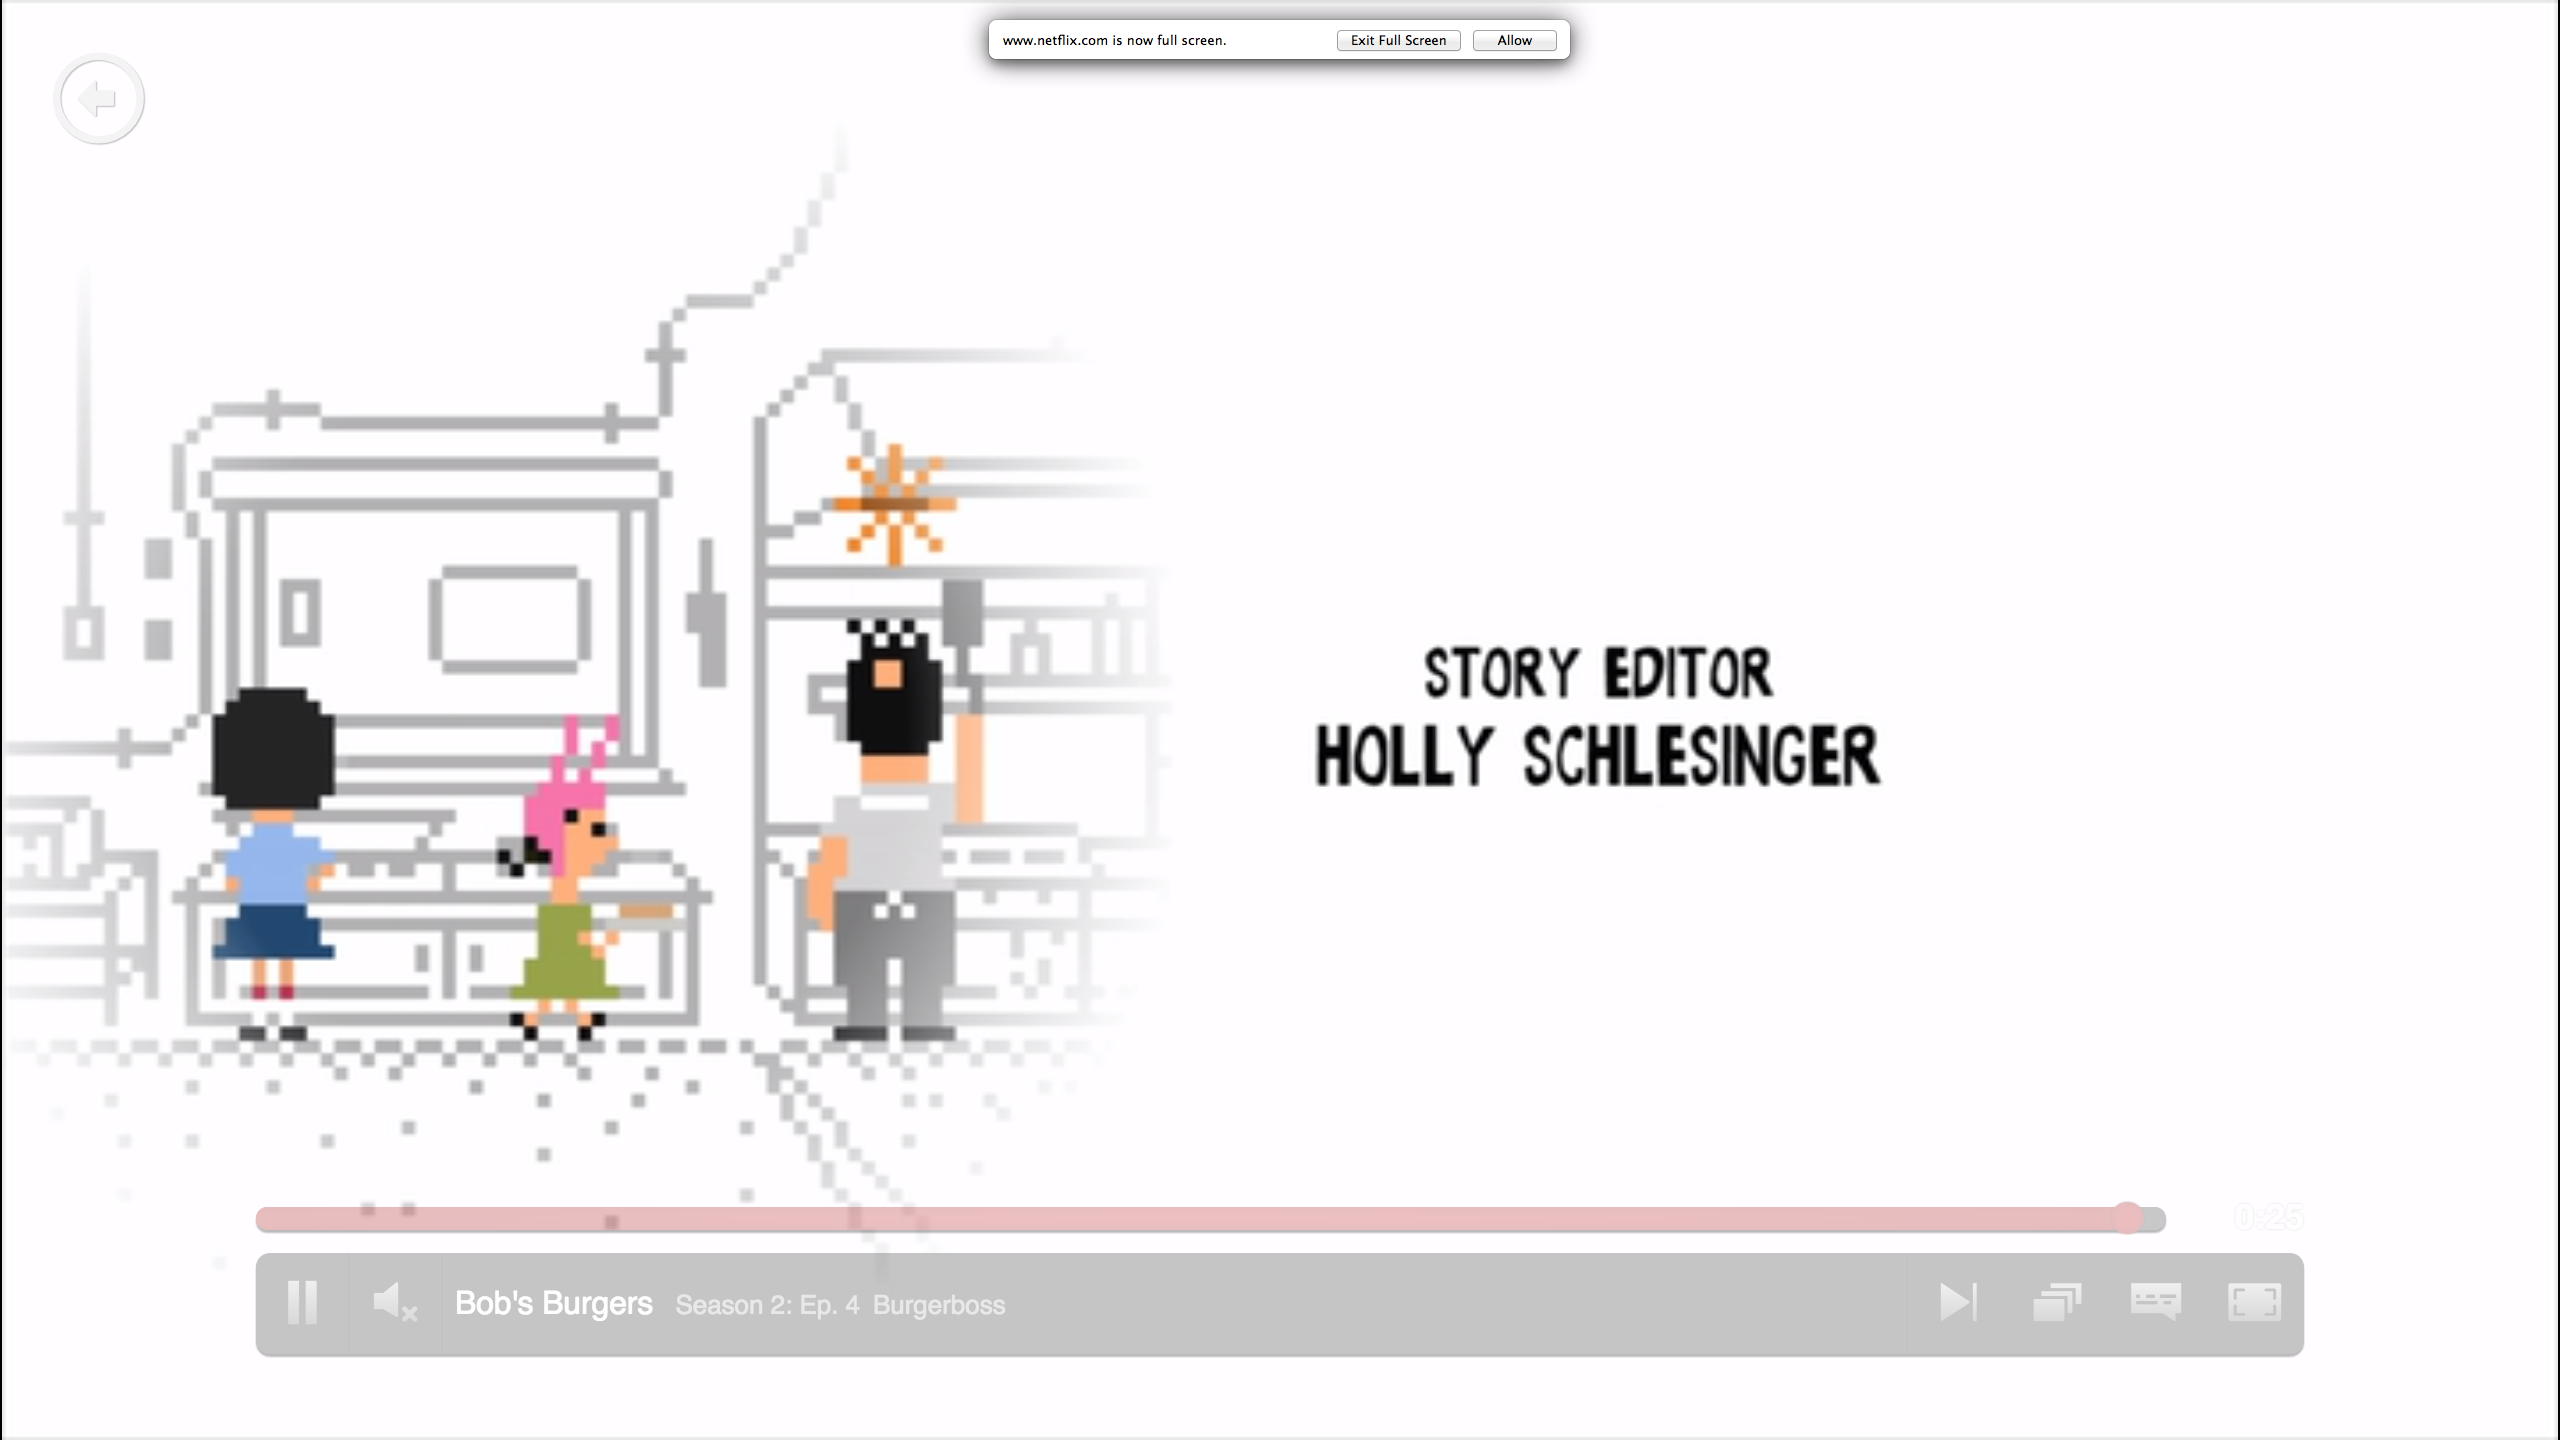 www.netflix.com is now full screen. Exit Full Screen Allow
STORY EDITOR
HOLLY SCHLESINGER
0:25
Bob's Burgers Season 2: Ep. 4 Burgerboss